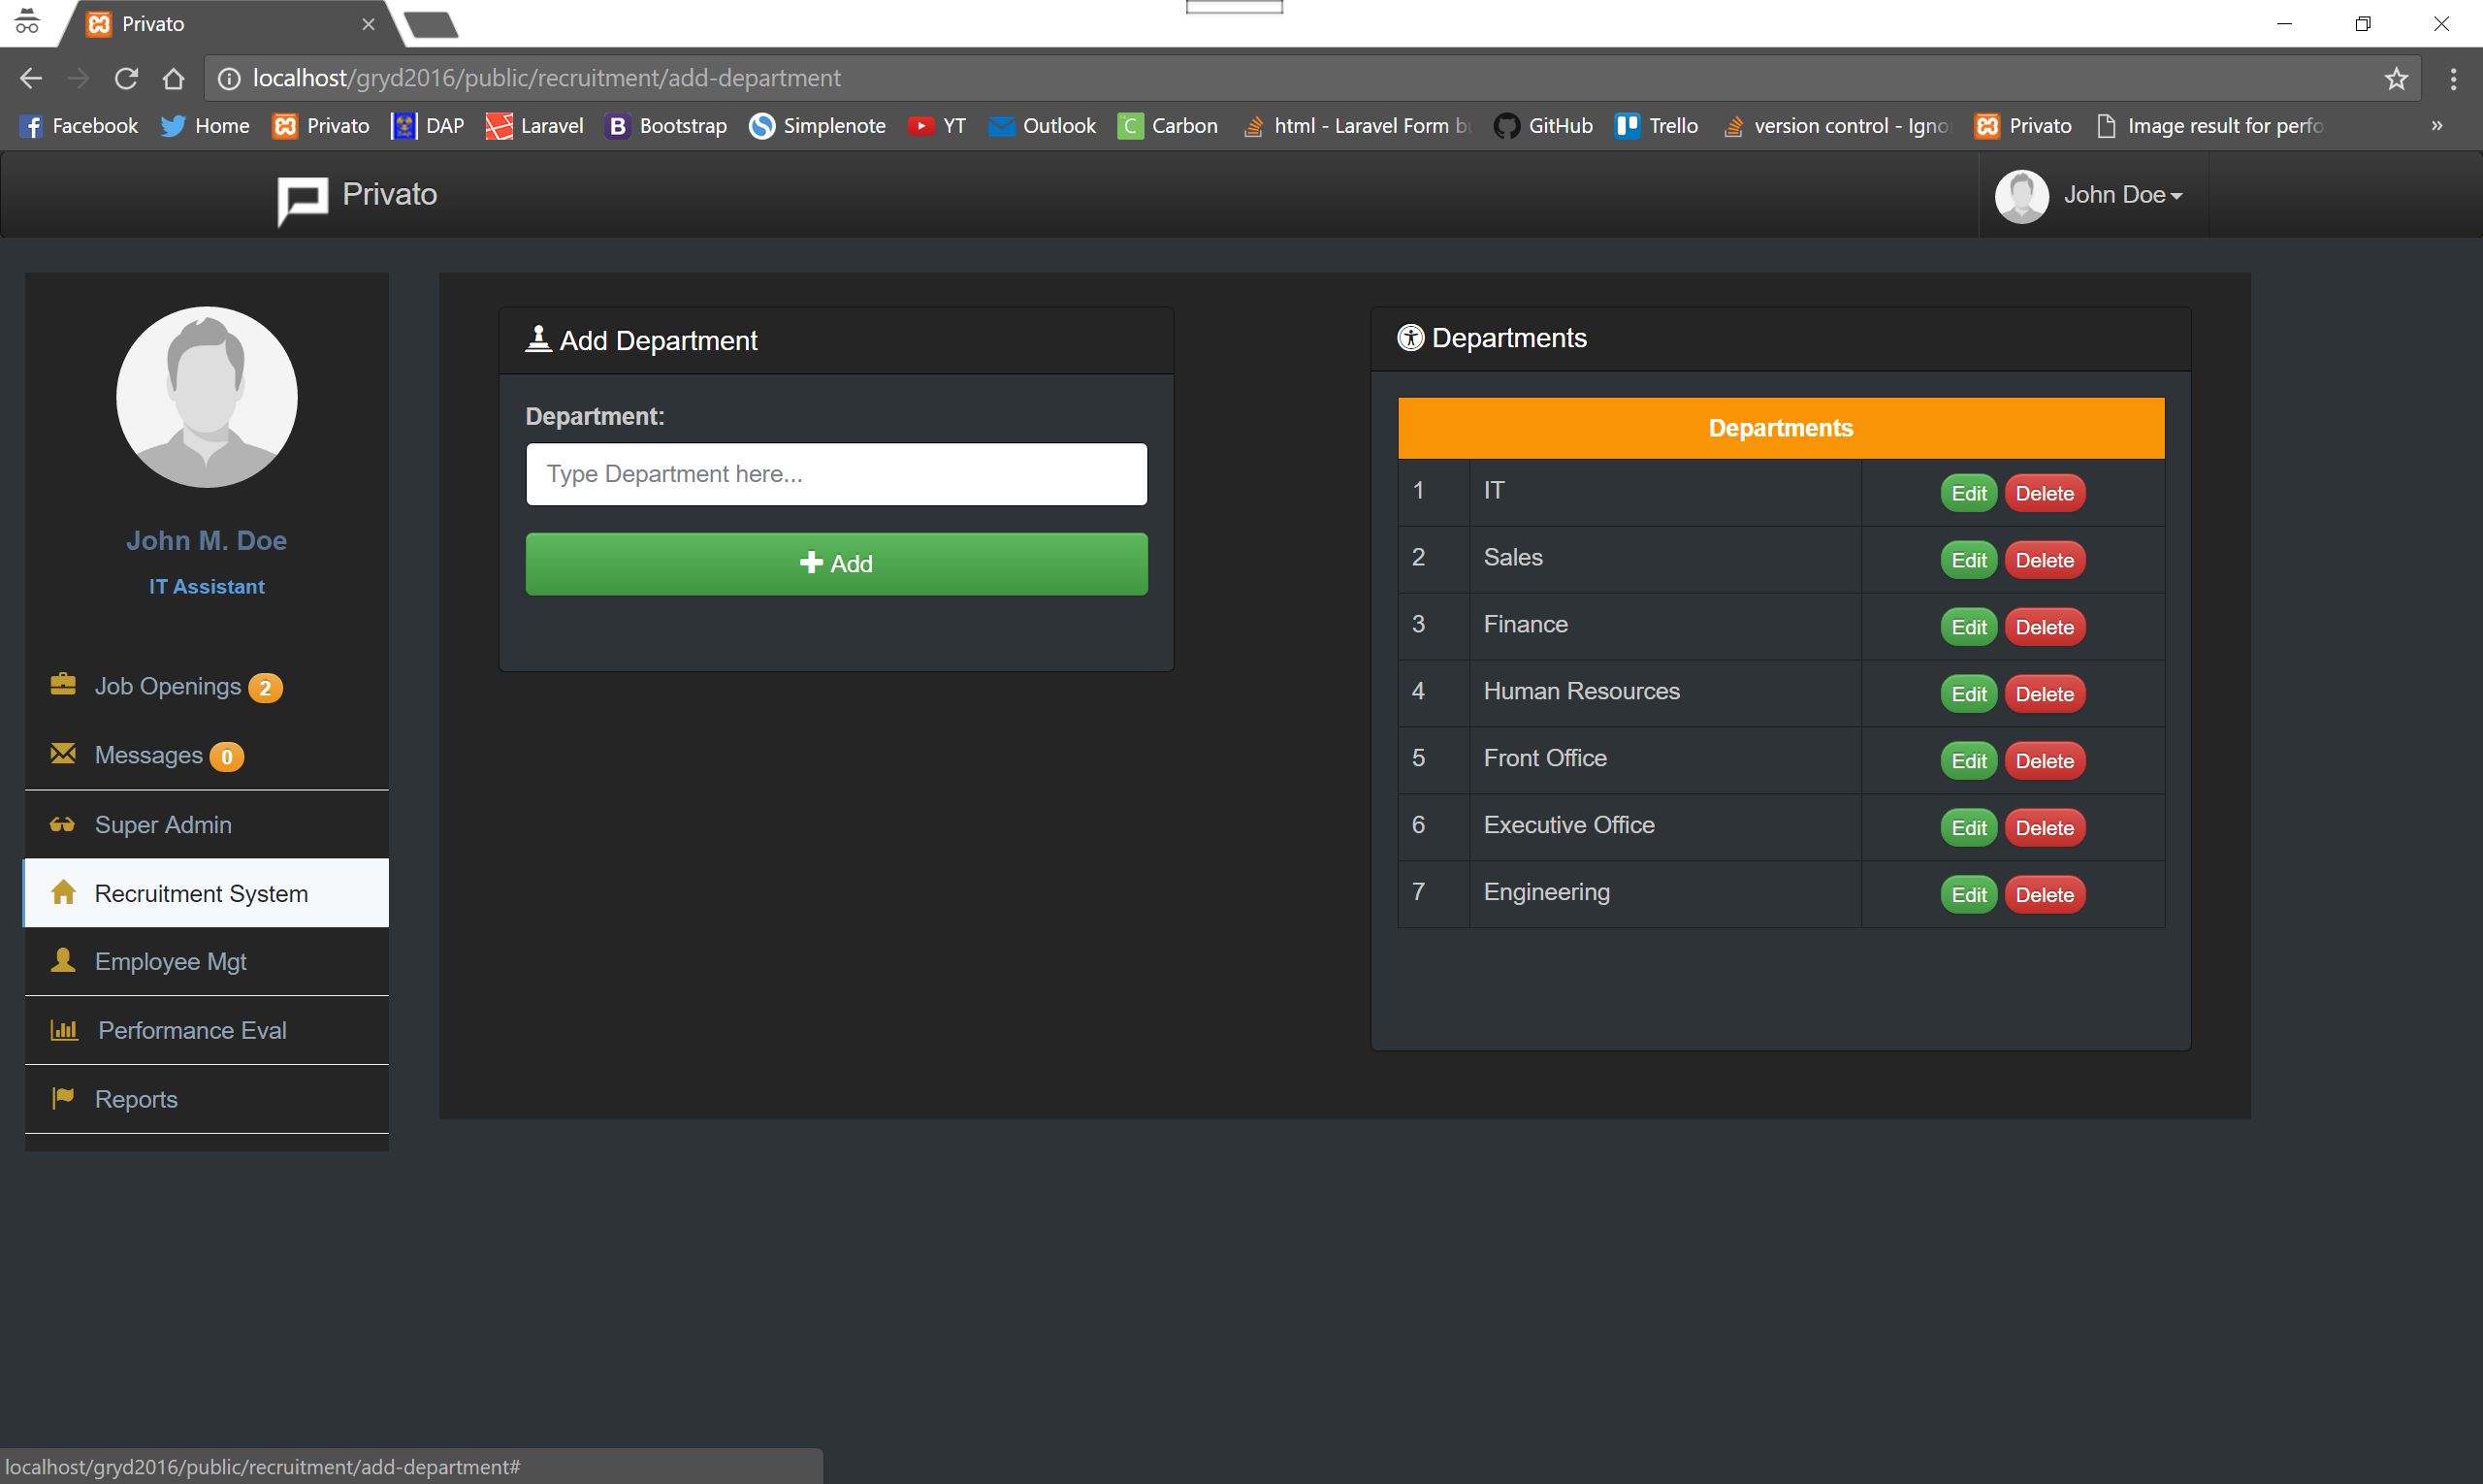 Privato
localhost/gryd2016/public/recruitment/add-department
Facebook Home Privato DAP Laravel Bootstrap Simplenote YT Outlook Carbon html - Laravel Form GitHub Trello version control - Privato Image result for
Privato
John Doe
Add Department
Department:
Type Department here...
Add
Departments
Departments
1 IT Edit Delete
2 Sales Edit Delete
3 Finance Edit Delete
4 Human Resources Edit Delete
5 Front Office Edit Delete
6 Executive Office Edit Delete
7 Engineering Edit Delete
John M. Doe
IT Assistant
Job Openings 2
Messages 0
Super Admin
Recruitment System
Employee Mgt
Performance Eval
Reports
localhost/gryd2016/public/recruitment/add-department#